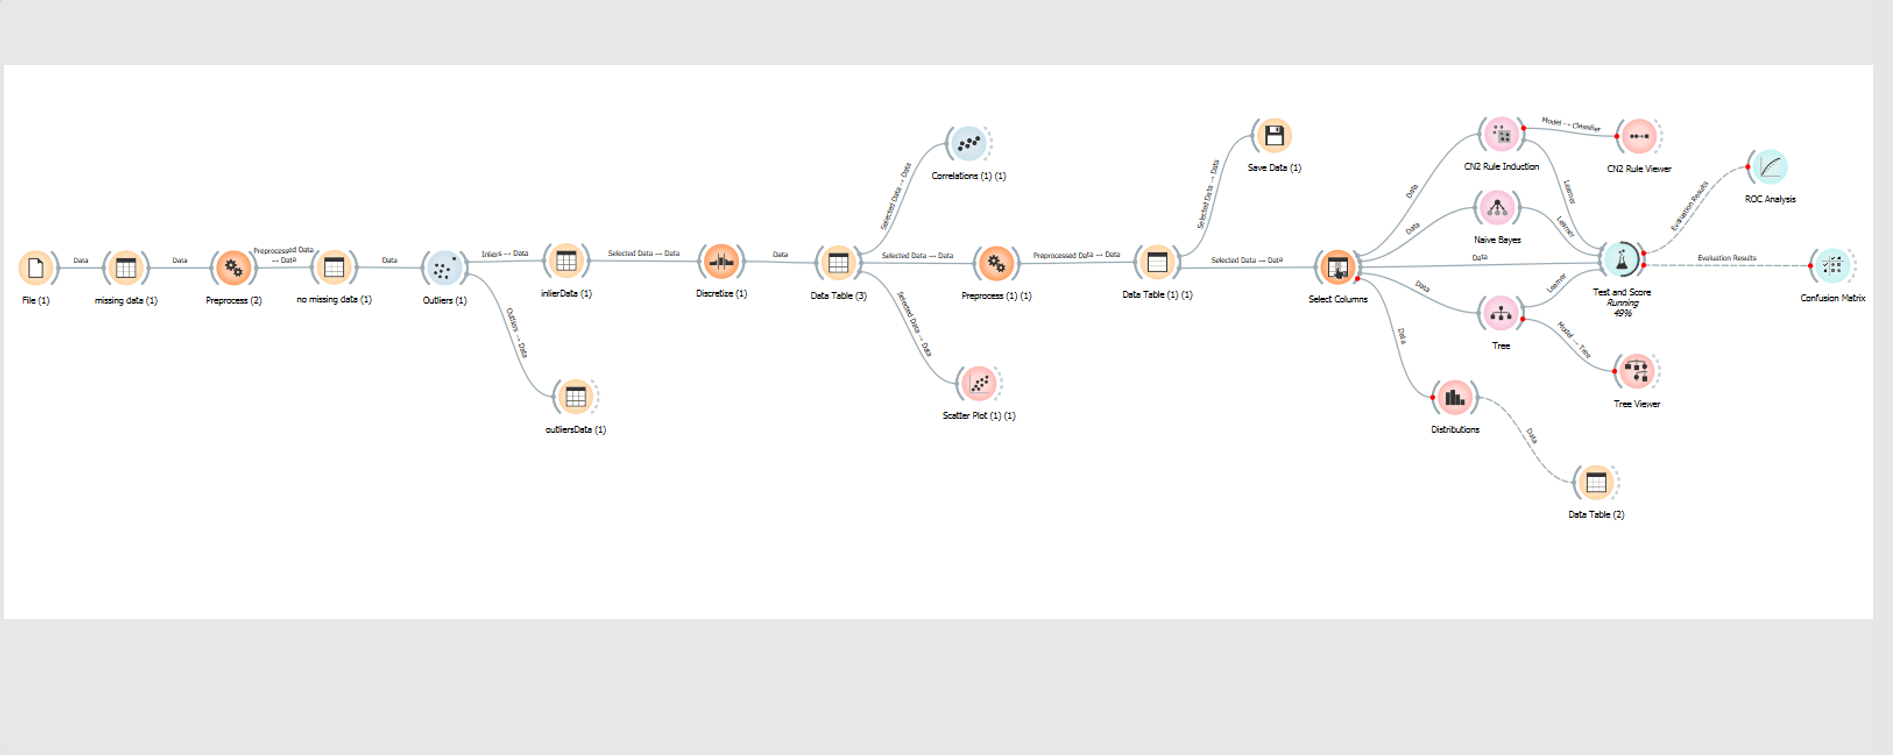 File (1)
Data
missing data (1)
Data
Preprocess (2)
Preprocessed Data
→ Data
no missing data (1)
Data
Outliers (1)
Inliers → Data
Outliers → Data
inlierData (1)
outliersData (1)
Selected Data → Data
Discretize (1)
Data
Data Table (3)
Selected Data → Data
Selected Data → Data
Selected Data → Data
Correlations (1) (1)
Preprocess (1) (1)
Scatter Plot (1) (1)
Preprocessed Data → Data
Data Table (1) (1)
Selected Data → Data
Save Data (1)
Selected Data → Data
Select Columns
Data
Data
Data
Data
Data
CN2 Rule Induction
Model → Classifier
CN2 Rule Viewer
Learner
Naive Bayes
Learner
Test and Score
Running
49%
Learner
Tree
Model → Tree
Tree Viewer
Distributions
Data
Data Table (2)
Evaluation Results
ROC Analysis
Evaluation Results
Confusion Matrix